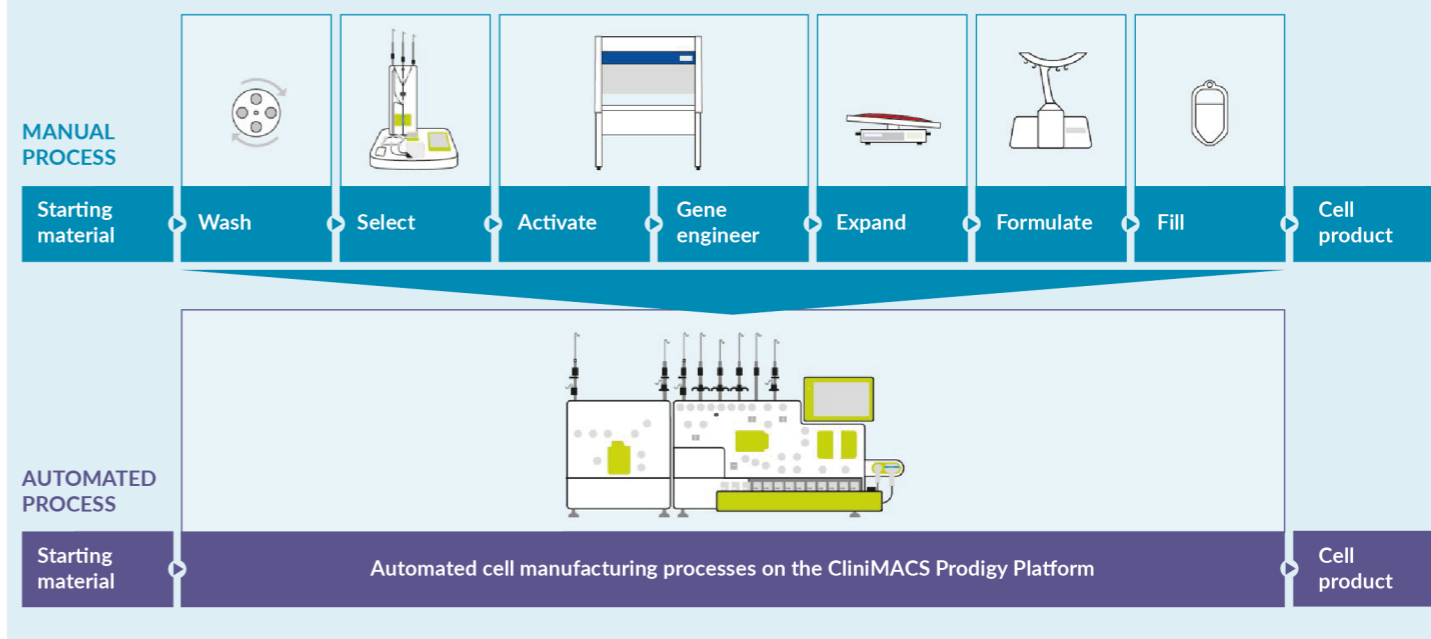 MANUAL
PROCESS
Starting
material
Wash
Select
Activate
Gene
engineer
Expand
Formulate
Fill
Cell
product
AUTOMATED
PROCESS
Starting
material
Automated cell manufacturing processes on the CliniMACS Prodigy Platform
Cell
product